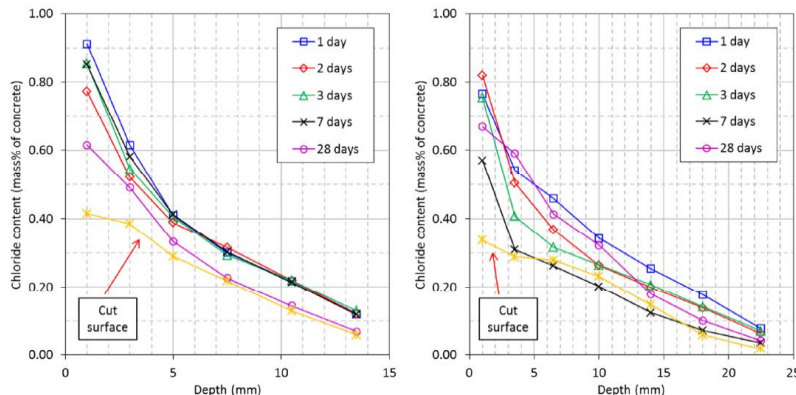 1.00
0.80
0.60
0.40
0.20
0.00
0
5
10
15
Chloride content (mass% of concrete)
Depth (mm)
1 day
2 days
3 days
7 days
28 days
Cut
surface
1.00
0.80
0.60
0.40
0.20
0.00
0
5
10
15
20
25
Chloride content (mass% of concrete)
Depth (mm)
1 day
2 days
3 days
7 days
28 days
Cut
surface